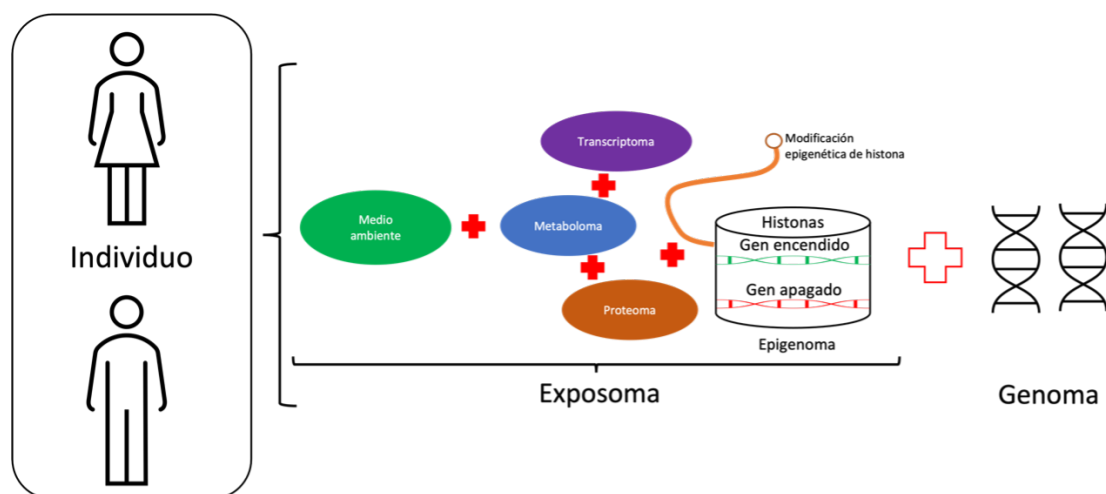 Individuo
Medio
ambiente
Transcriptoma
Metaboloma
Proteoma
Modificación
epigenética de histona
Histonas
Gen encendido
Gen apagado
Epigenoma
Exposoma
Genoma